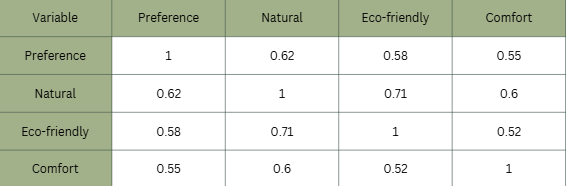 Variable Preference Natural Eco-friendly Comfort
Preference 1 0.62 0.58 0.55
Natural 0.62 1 0.71 0.6
Eco-friendly 0.58 0.71 1 0.52
Comfort 0.55 0.6 0.52 1